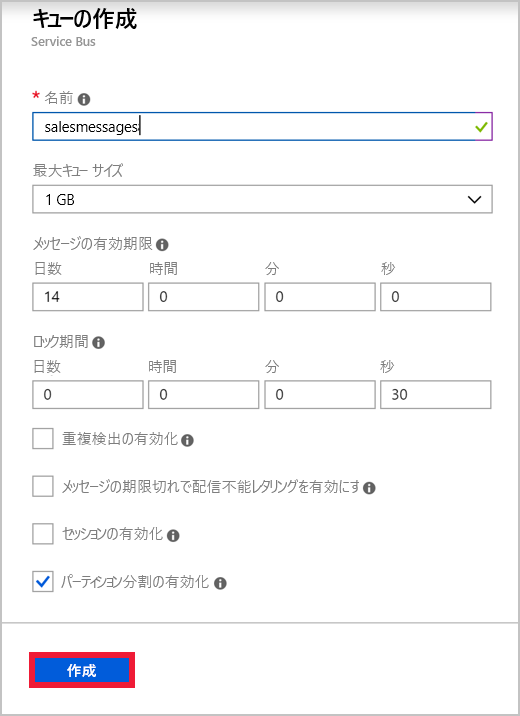 キューの作成
Service Bus
* 名前
salesmessages
最大キュー サイズ
1 GB
メッセージの有効期限
日数 時間 分 秒
14 0 0 0
ロック期間
日数 時間 分 秒
0 0 0 30
重複検出の有効化
メッセージの期限切れで配信不能レタリングを有効にす
セッションの有効化
パーティション分割の有効化
作成